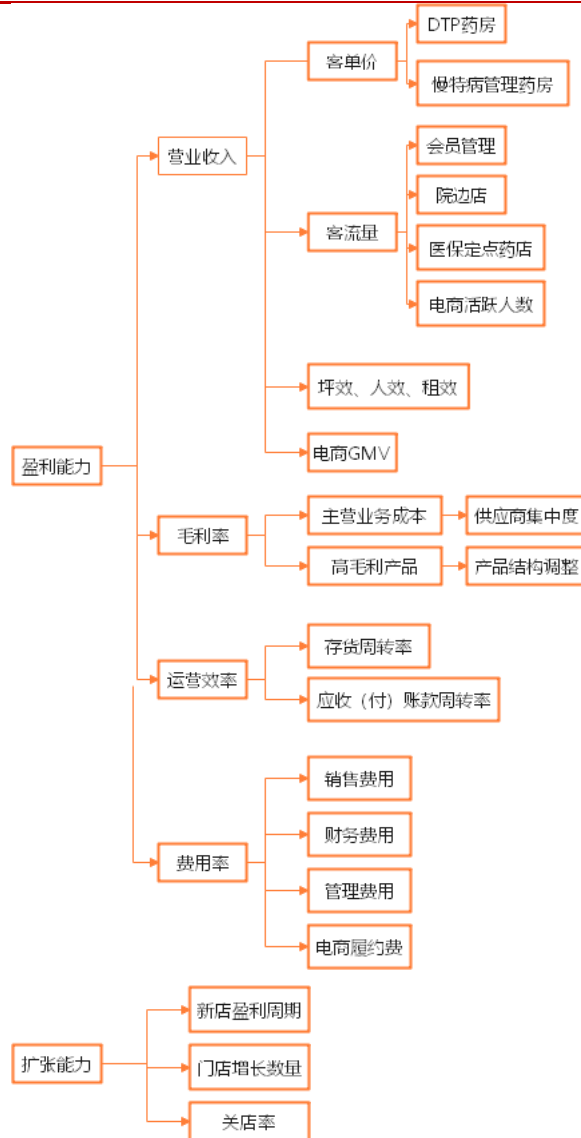 DTP药房
客单价
慢特病管理药房
营业收入
会员管理
院边店
客流量
医保定点药店
电商活跃人数
坪效、人效、租效
电商GMV
盈利能力
毛利率
主营业务成本
供应商集中度
高毛利产品
产品结构调整
运营效率
存货周转率
应收（付）账款周转率
销售费用
财务费用
费用率
管理费用
电商履约费
新店盈利周期
扩张能力
门店增长数量
关店率